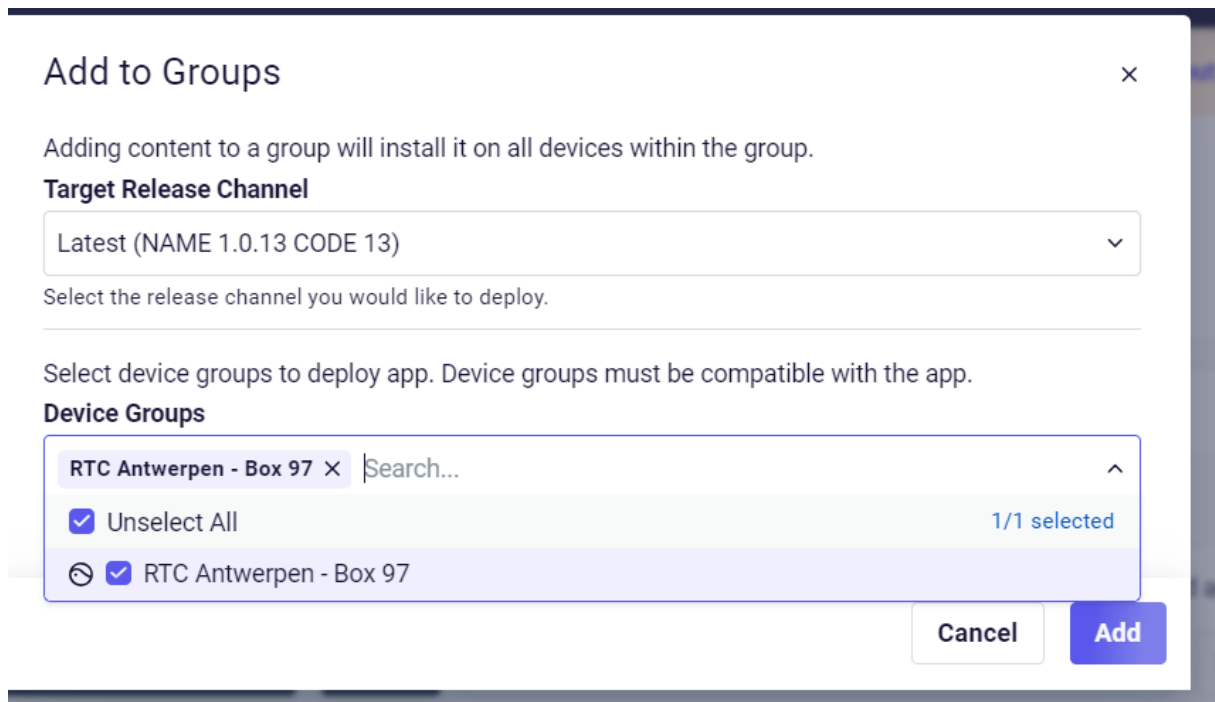 Add to Groups
Adding content to a group will install it on all devices within the group.
Target Release Channel
Latest (NAME 1.0.13 CODE 13)
Select the release channel you would like to deploy.
Select device groups to deploy app. Device groups must be compatible with the app.
Device Groups
RTC Antwerpen - Box 97 Search...
Unselect All 1/1 selected
RTC Antwerpen - Box 97
Cancel Add